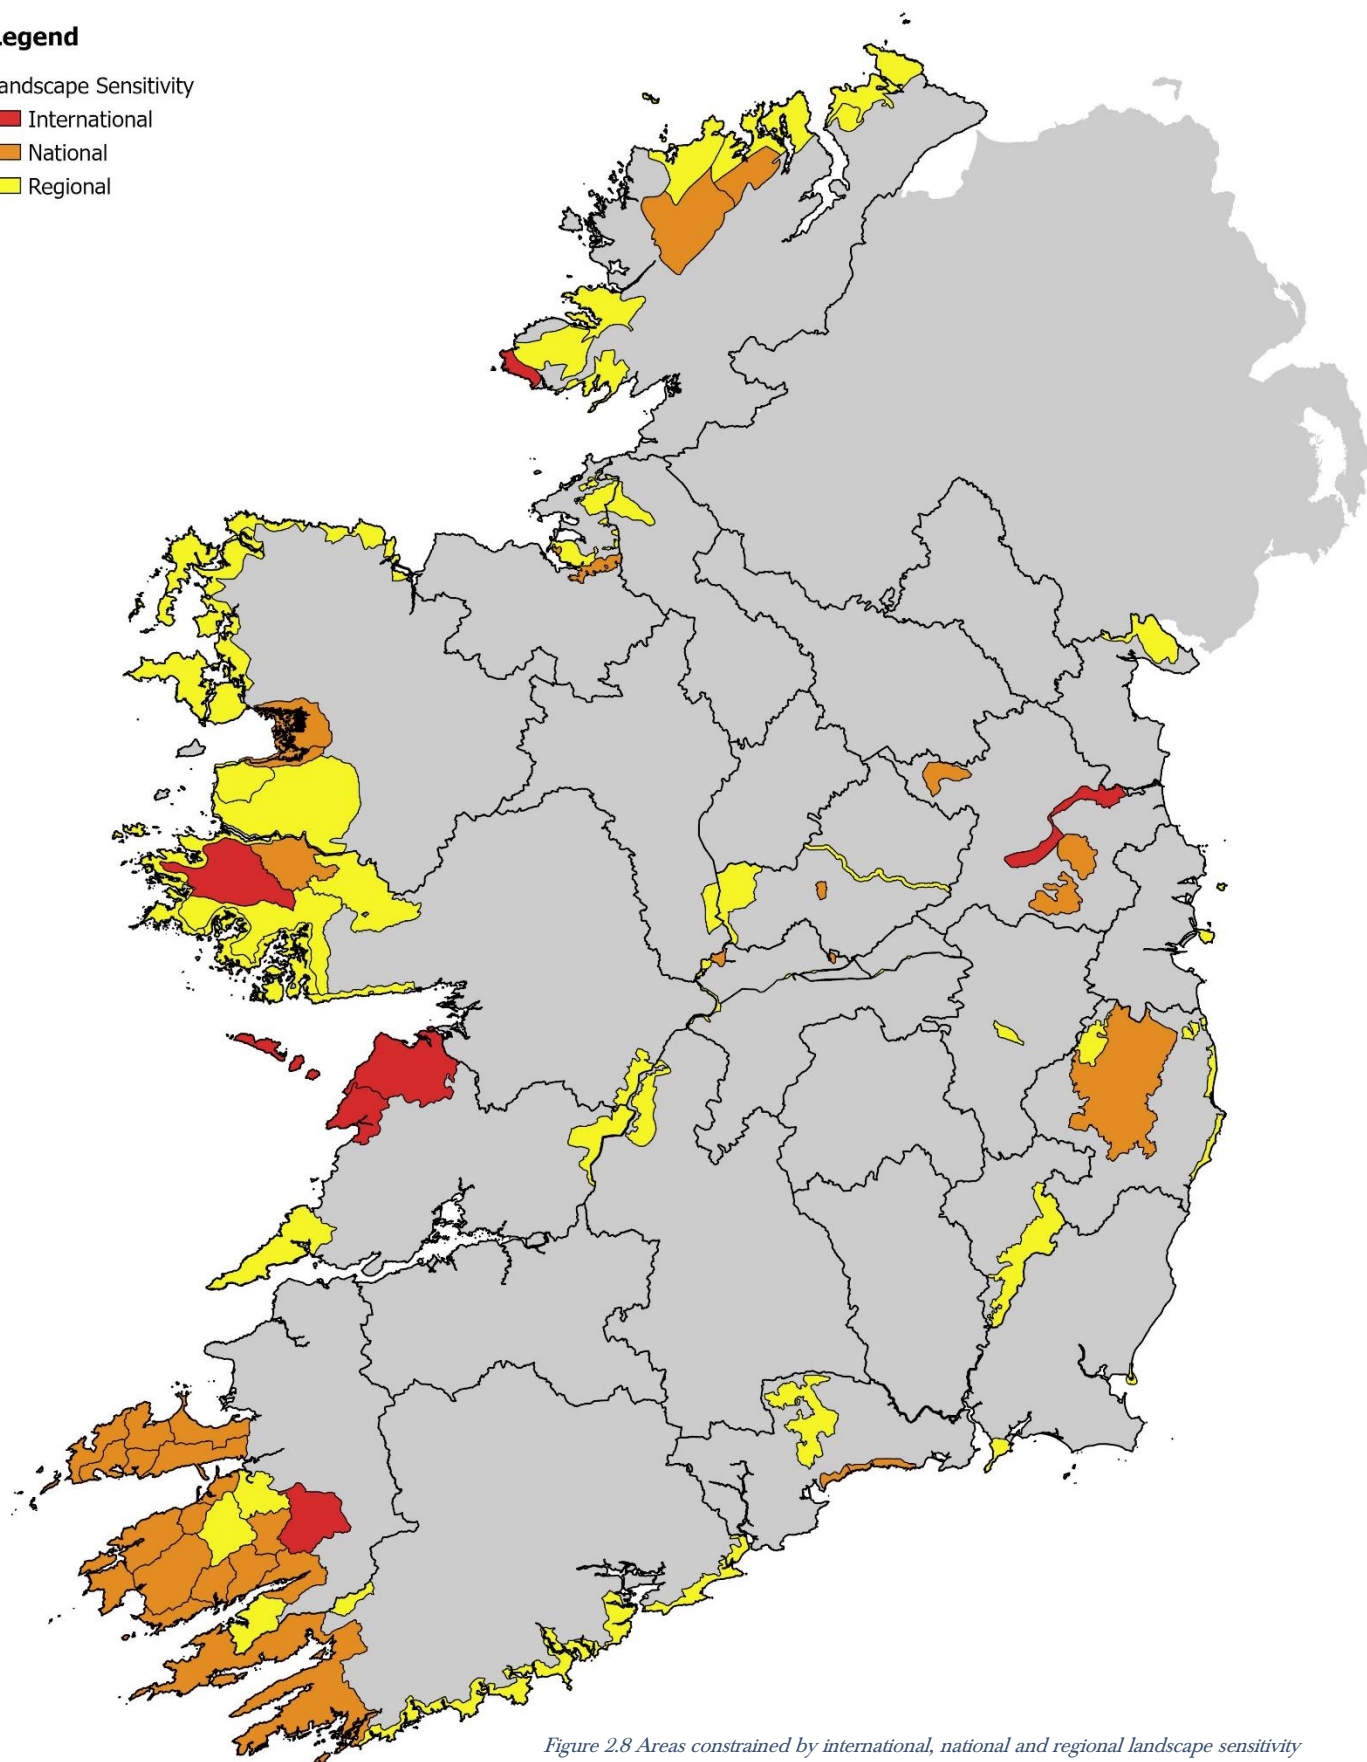 Legend
andscape Sensitivity
International
National
Regional
Figure 2.8 Areas constrained by international, national and regional landscape sensitivity